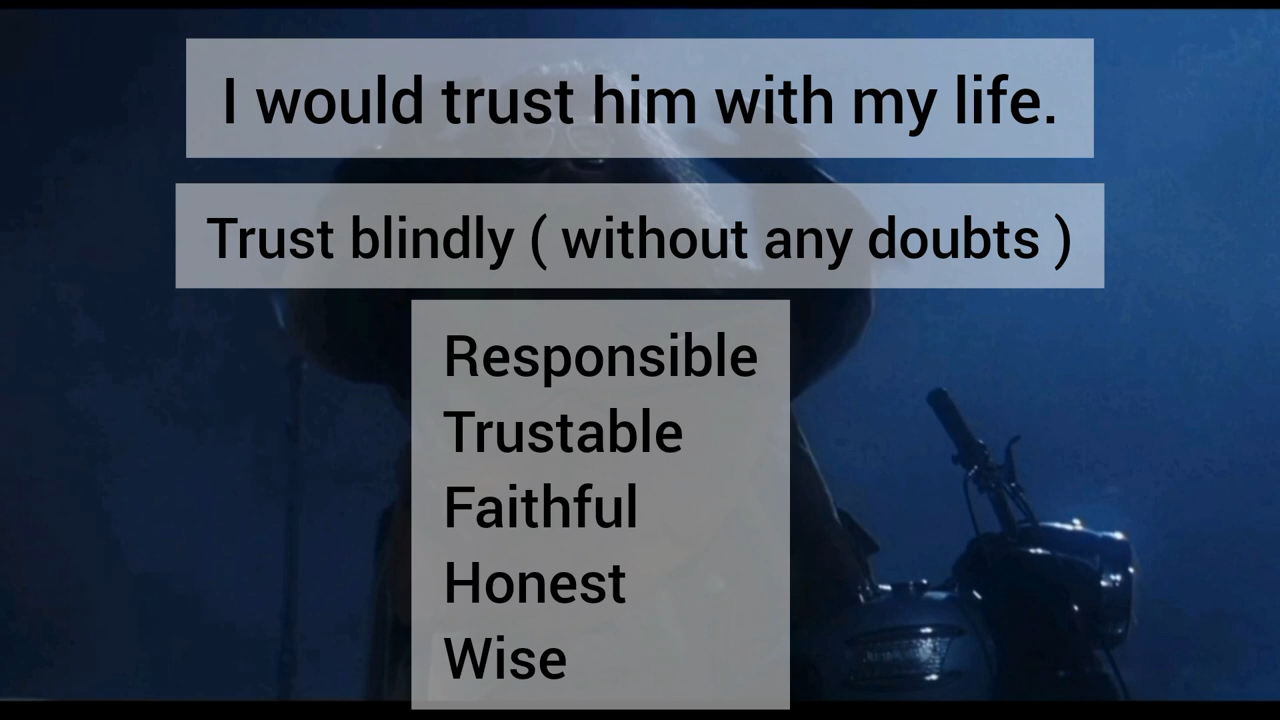 I would trust him with my life.
Trust blindly ( without any doubts )
Responsible
Trustable
Faithful
Honest
Wise